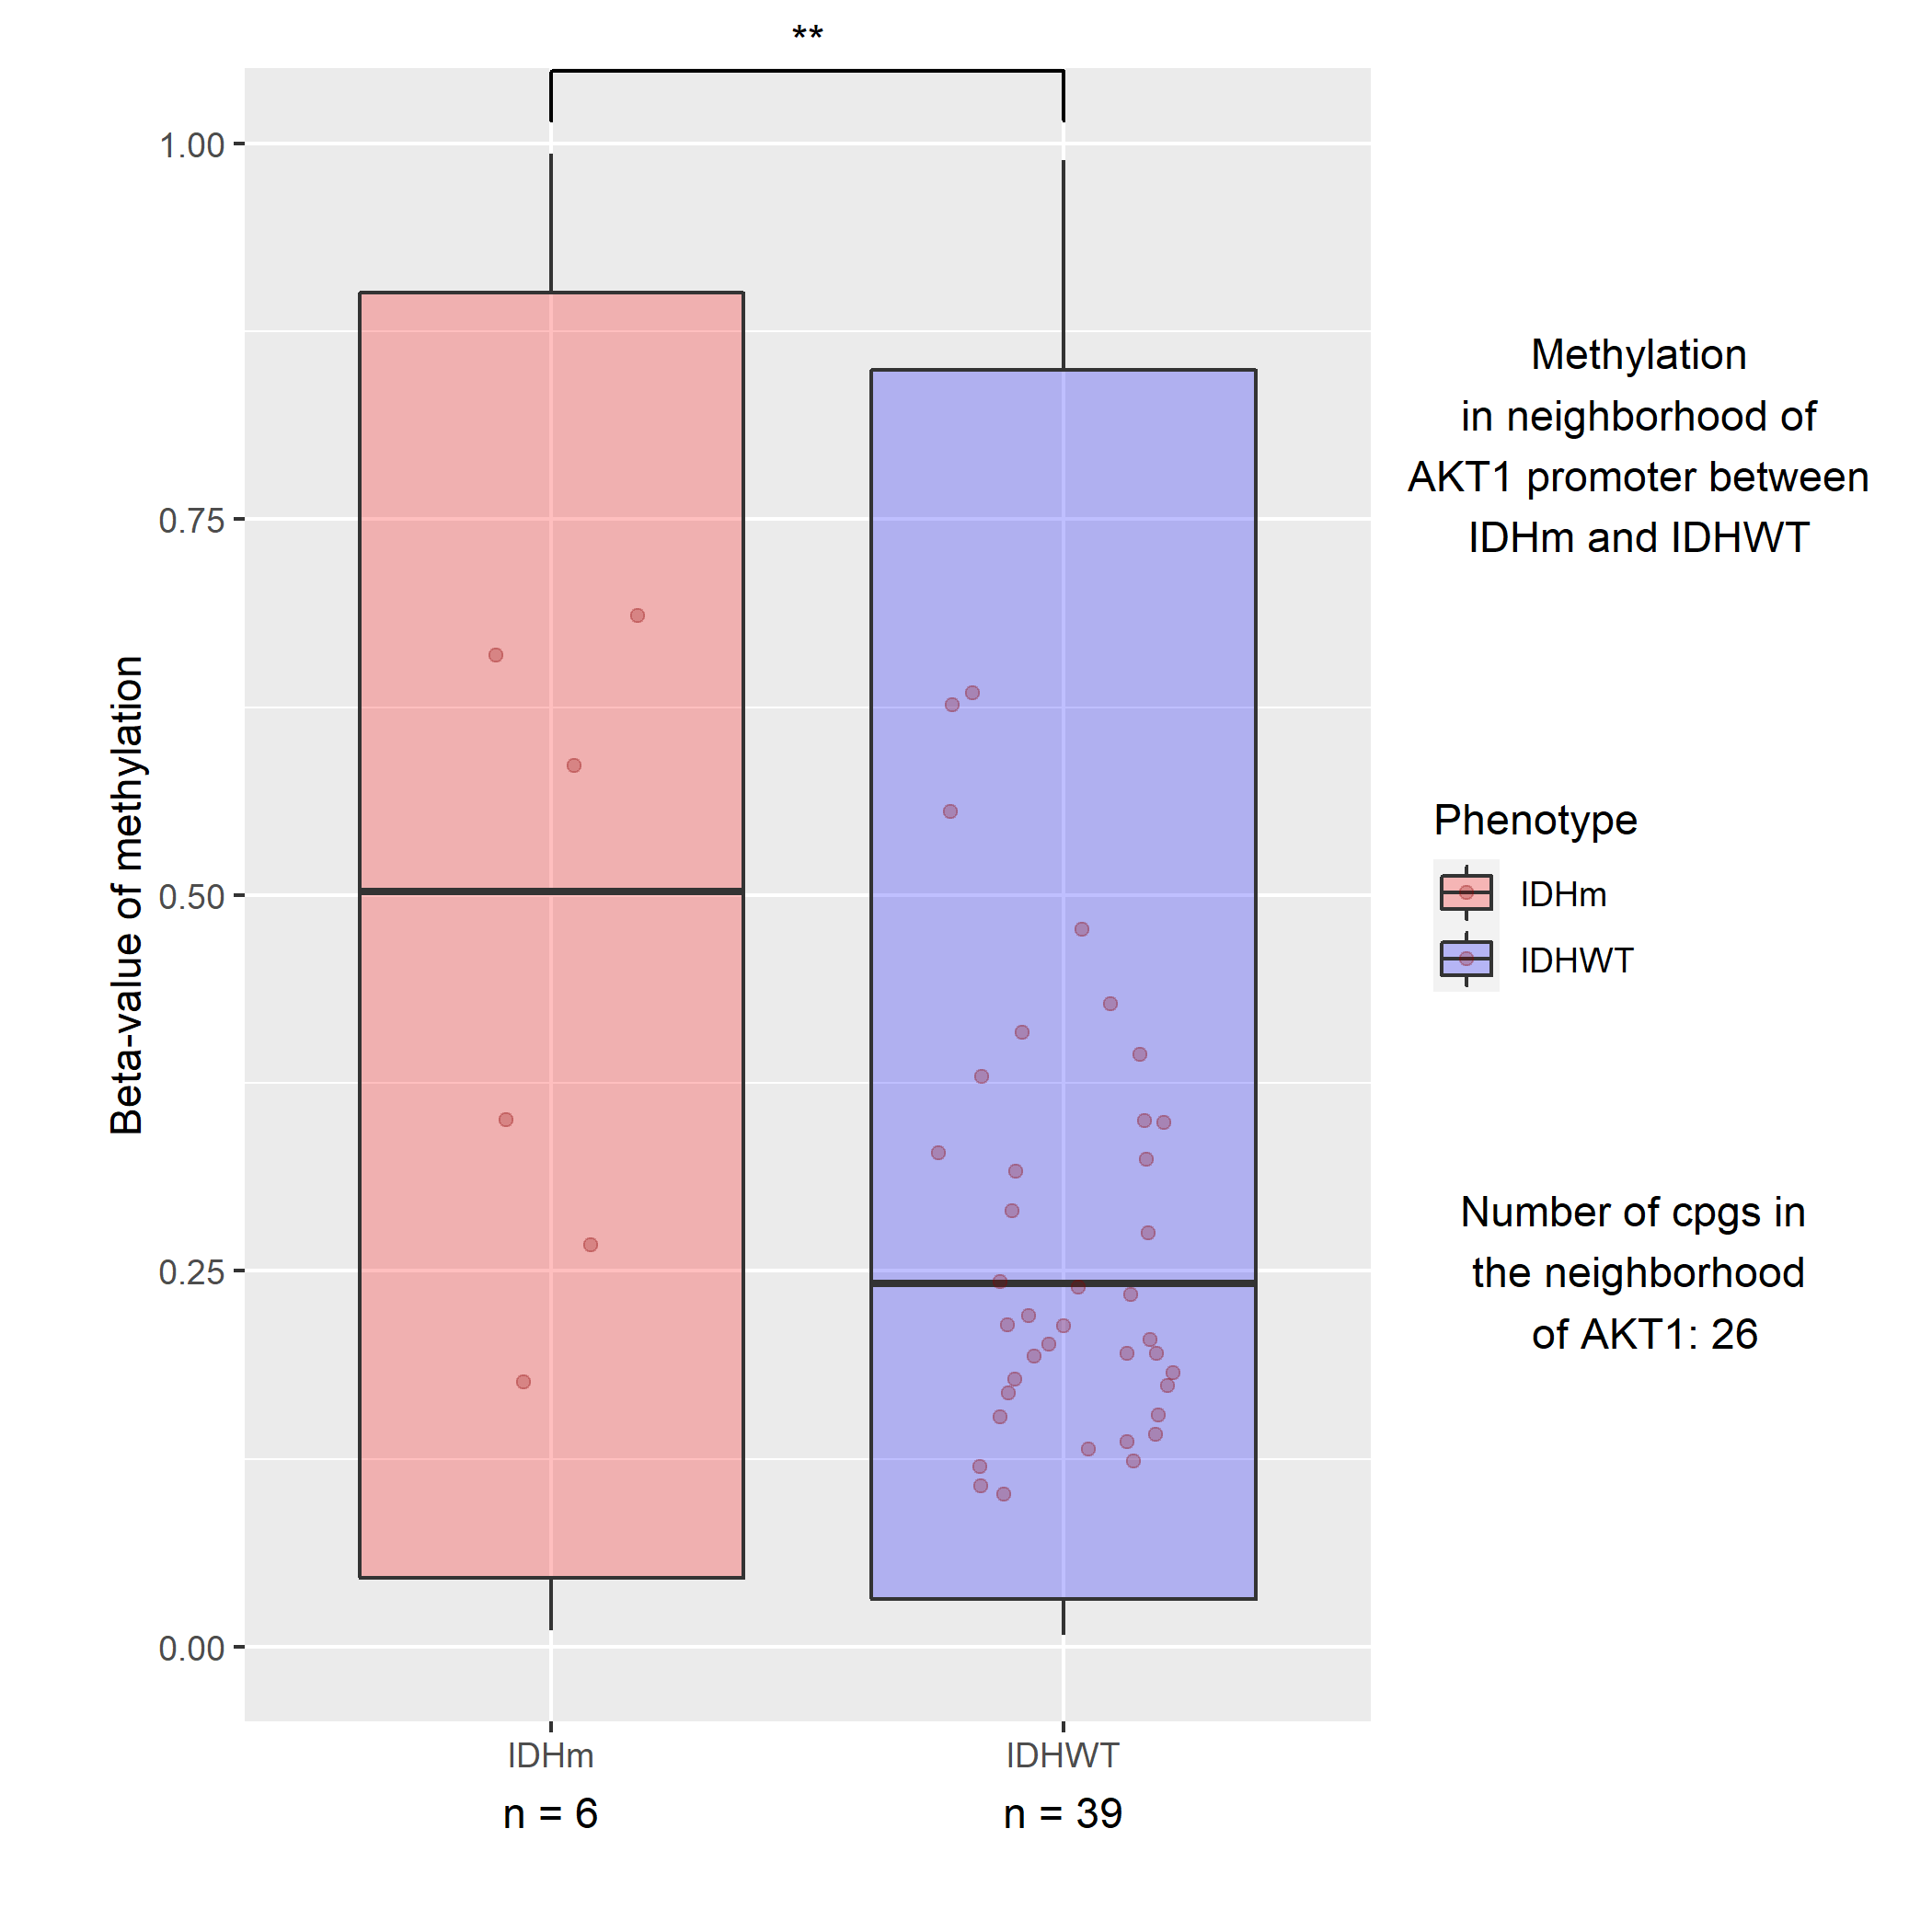 **
1.00
0.75
0.50
0.25
0.00
Beta-value of methylation
IDHm
IDHWT
n = 6
n = 39
Methylation
in neighborhood of
AKT1 promoter between
IDHm and IDHWT
Phenotype
IDHm
IDHWT
Number of cpgs in
the neighborhood
of AKT1: 26